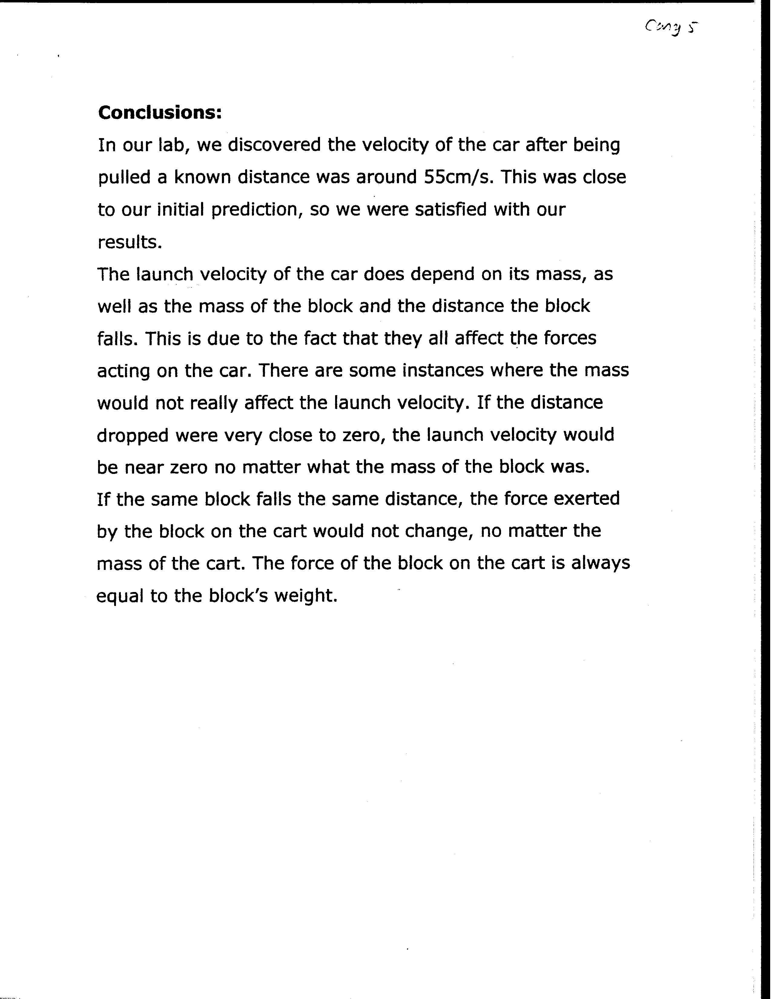 Conclusions:
In our lab, we discovered the velocity of the car after being
pulled a known distance was around 55cm/s. This was close
to our initial prediction, so we were satisfied with our
results.
The launch velocity of the car does depend on its mass, as
well as the mass of the block and the distance the block
falls. This is due to the fact that they all affect the forces
acting on the car. There are some instances where the mass
would not really affect the launch velocity. If the distance
dropped were very close to zero, the launch velocity would
be near zero no matter what the mass of the block was.
If the same block falls the same distance, the force exerted
by the block on the cart would not change, no matter the
mass of the cart. The force of the block on the cart is always
equal to the block's weight.